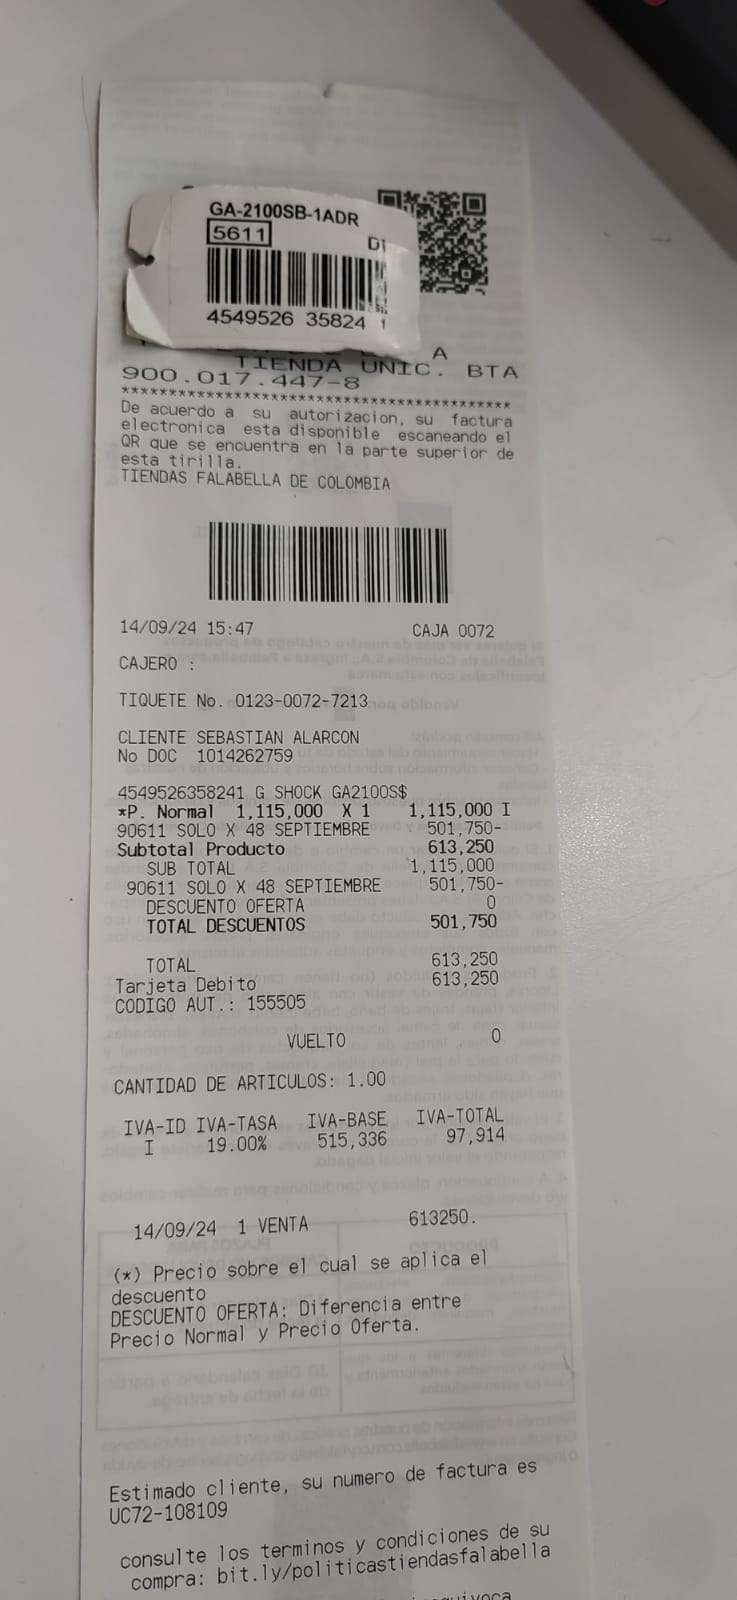 GA-2100SB-1ADR
5611
4549526 35824 1
A
TIENDA UNIC. BTA
900.017.447-8
*****************************************
De acuerdo a su autorizacion, su factura
electronica esta disponible escaneando el
QR que se encuentra en la parte superior de
esta tirilla.
TIENDAS FALABELLA DE COLOMBIA
14/09/24 15:47 CAJA 0072
CAJERO :
TIQUETE No. 0123-0072-7213
CLIENTE SEBASTIAN ALARCON
No DOC 1014262759
4549526358241 G SHOCK GA2100S$
*P. Normal 1,115,000 X 1 1,115,000 I
90611 SOLO X 48 SEPTIEMBRE 501,750-
Subtotal Producto 613,250
SUB TOTAL 1,115,000
90611 SOLO X 48 SEPTIEMBRE 501,750-
DESCUENTO OFERTA 0
TOTAL DESCUENTOS 501,750
TOTAL 613,250
Tarjeta Debito 613,250
CODIGO AUT.: 155505
VUELTO 0
CANTIDAD DE ARTICULOS: 1.00
IVA-ID IVA-TASA IVA-BASE IVA-TOTAL
I 19.00% 515,336 97,914
14/09/24 1 VENTA 613250.
(*) Precio sobre el cual se aplica el
descuento
DESCUENTO OFERTA: Diferencia entre
Precio Normal y Precio Oferta.
Estimado cliente, su numero de factura es
UC72-108109
consulte los terminos y condiciones de su
compra: bit.ly/politicastiendasfalabella